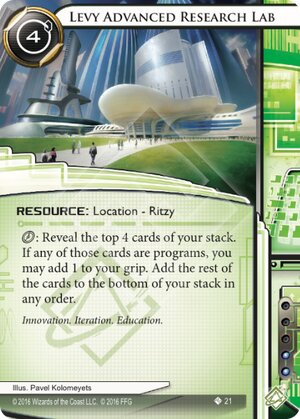 Levy Advanced Research Lab
4
RESOURCE: Location - Ritzy
: Reveal the top 4 cards of your stack.
If any of those cards are programs, you
may add 1 to your grip. Add the rest of
the cards to the bottom of your stack in
any order.
Innovation. Iteration. Education.
Illus. Pavel Kolomeyets
© 2016 Wizards of the Coast LLC. © 2016 FFG 21